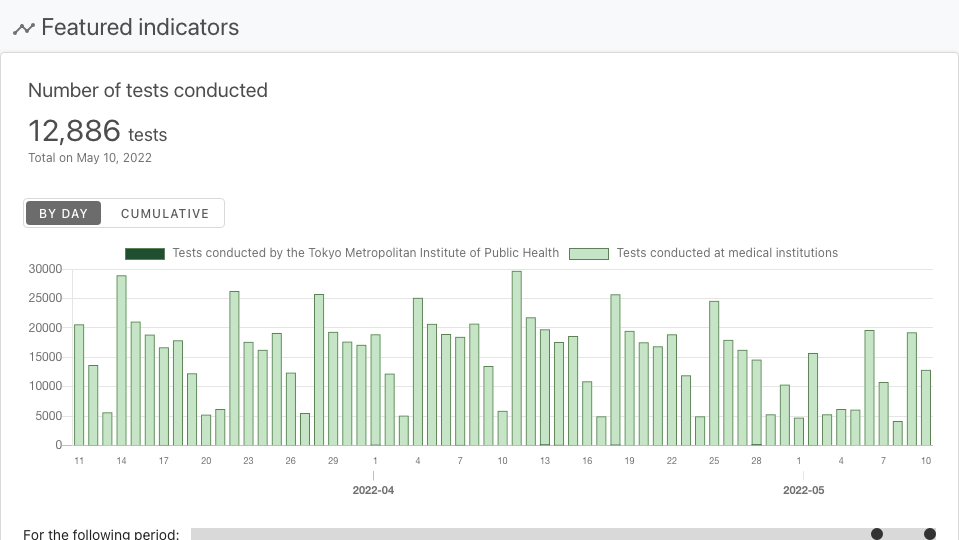 Featured indicators
Number of tests conducted
12,886 tests
Total on May 10, 2022
BY DAY CUMULATIVE
Tests conducted by the Tokyo Metropolitan Institute of Public Health Tests conducted at medical institutions
30000
25000
20000
15000
10000
5000
0
11 14 17 20 23 26 29 1 4 7 10 13 16 19 22 25 28 1 4 7 10
2022-04 2022-05
For the following period: